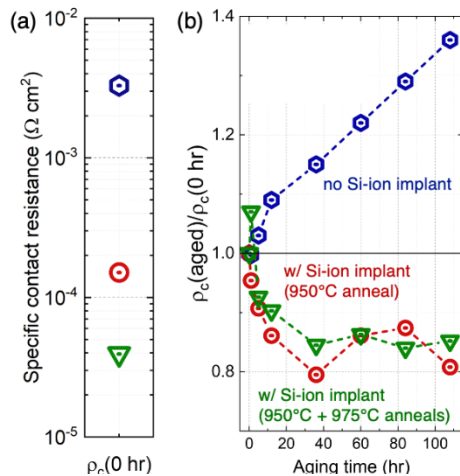 (a)
Specific contact resistance (Ω cm²)
10⁻²
10⁻³
10⁻⁴
10⁻⁵
ρc(0 hr)
(b)
ρc(aged)/ρc(0 hr)
1.4
1.2
1.0
0.8
no Si-ion implant
w/ Si-ion implant
(950°C anneal)
w/ Si-ion implant
(950°C + 975°C anneals)
0 20 40 60 80 100
Aging time (hr)